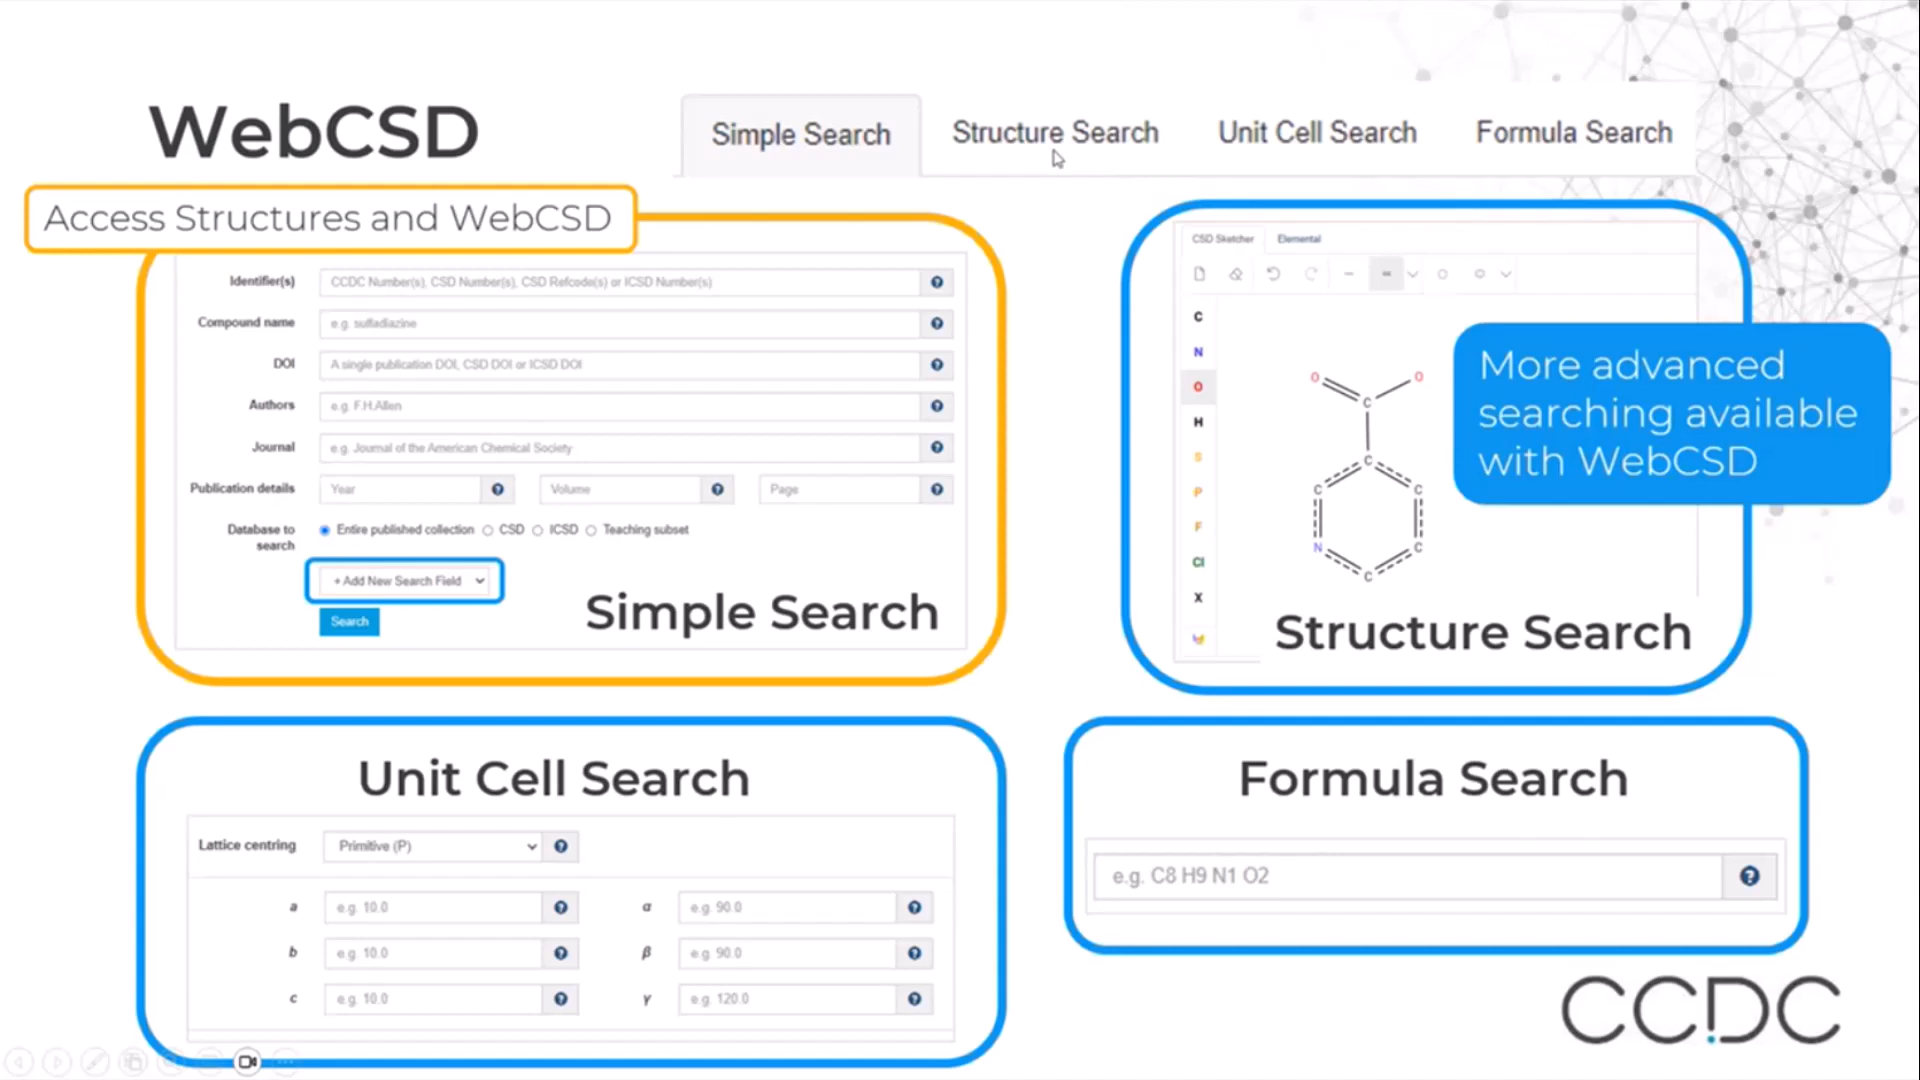 WebCSD
Simple Search
Structure Search
Unit Cell Search
Formula Search
Access Structures and WebCSD
Identifier(s)
CCDC Number(s), CSD Number(s), CSD Refcode(s) or ICSD Number(s)
Compound name
e.g. sulfadiazine
DOI
A single publication DOI, CSD DOI or ICSD DOI
Authors
e.g. F.H.Allen
Journal
e.g. Journal of the American Chemical Society
Publication details
Year
Volume
Page
Database to
search
Entire published collection
CSD
ICSD
Teaching subset
+ Add New Search Field
Search
Simple Search
CSD Sketcher
Elemental
C
N
O
H
S
P
F
Cl
X
O
O
C
C
C
C
N
C
C
More advanced
searching available
with WebCSD
Structure Search
Unit Cell Search
Lattice centring
Primitive (P)
a
e.g. 10.0
α
e.g. 90.0
b
e.g. 10.0
β
e.g. 90.0
c
e.g. 10.0
γ
e.g. 120.0
Formula Search
e.g. C8 H9 N1 O2
CCDC